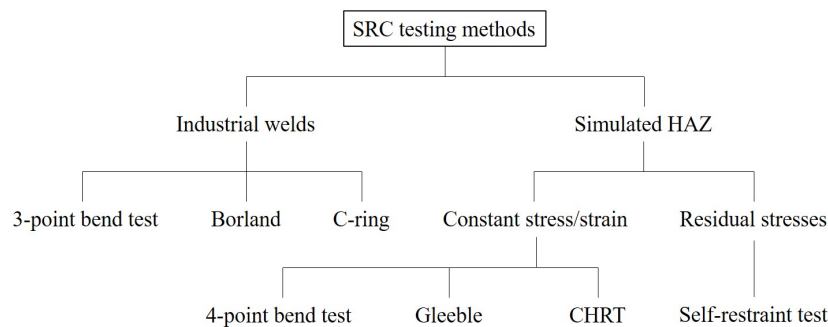 SRC testing methods
Industrial welds
Simulated HAZ
3-point bend test
Borland
C-ring
Constant stress/strain
Residual stresses
4-point bend test
Gleeble
CHRT
Self-restraint test